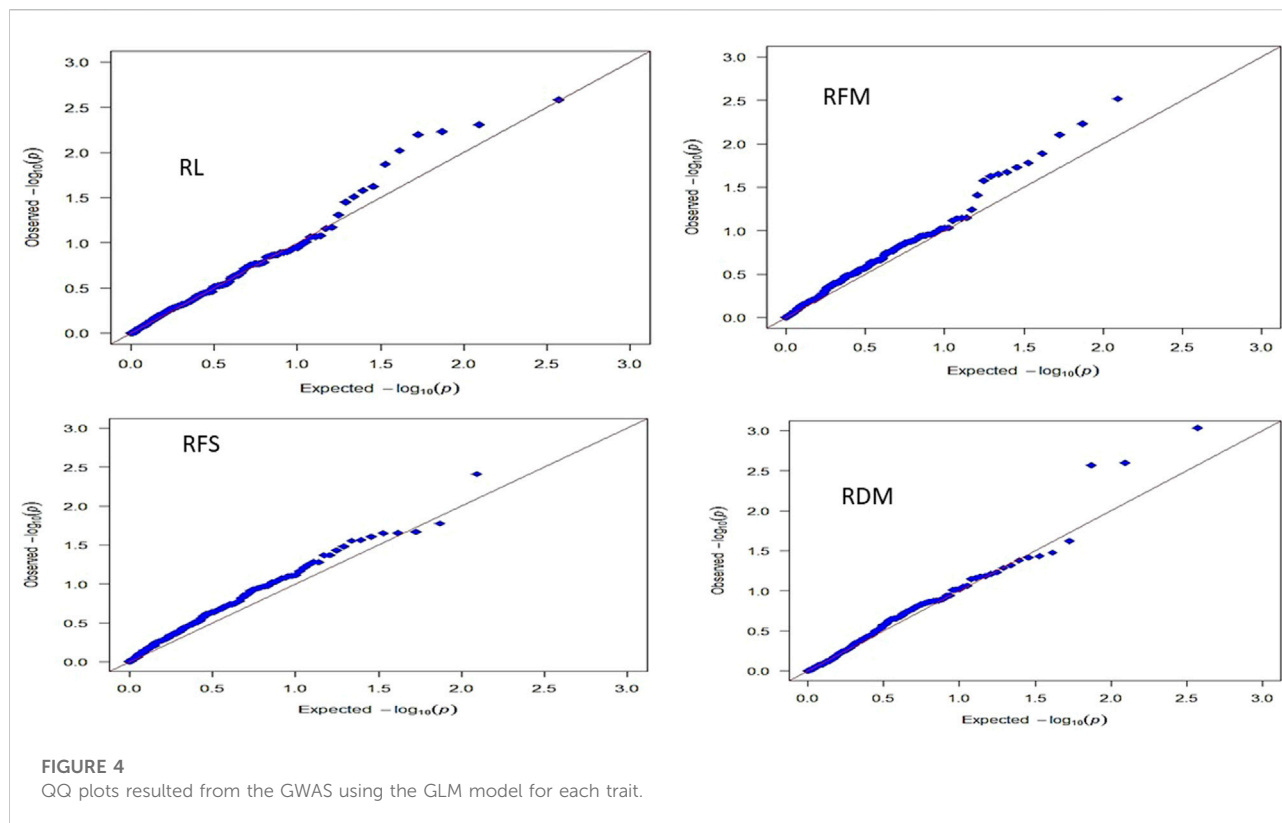 3.0
2.5
2.0
1.5
1.0
0.5
0.0
Observed −log10(p)
RL
0.0 0.5 1.0 1.5 2.0 2.5 3.0
Expected −log10(p)
3.0
2.5
2.0
1.5
1.0
0.5
0.0
Observed −log10(p)
RFM
0.0 0.5 1.0 1.5 2.0 2.5 3.0
Expected −log10(p)
3.0
2.5
2.0
1.5
1.0
0.5
0.0
Observed −log10(p)
RFS
0.0 0.5 1.0 1.5 2.0 2.5 3.0
Expected −log10(p)
3.0
2.5
2.0
1.5
1.0
0.5
0.0
Observed −log10(p)
RDM
0.0 0.5 1.0 1.5 2.0 2.5 3.0
Expected −log10(p)
FIGURE 4
QQ plots resulted from the GWAS using the GLM model for each trait.